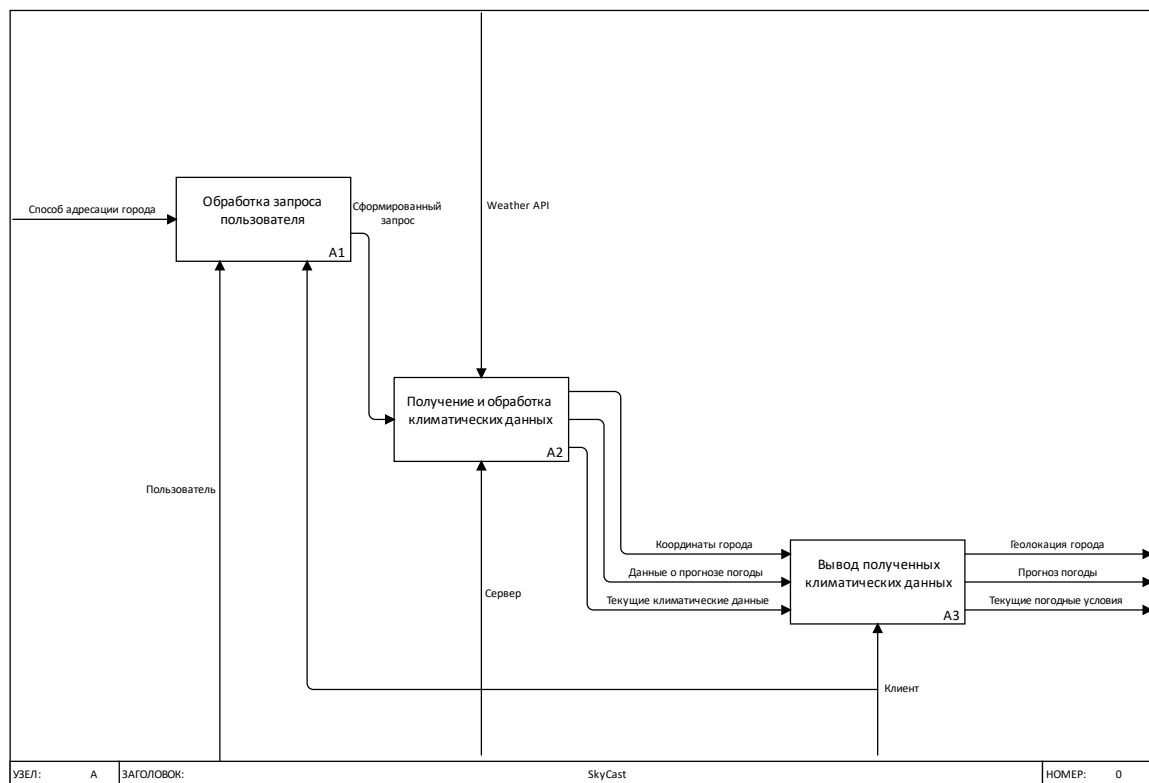 Обработка запроса
пользователя
A1
Способ адресации города
Сформированный
запрос
Weather API
Получение и обработка
климатических данных
A2
Пользователь
Сервер
Координаты города
Данные о прогнозе погоды
Текущие климатические данные
Вывод полученных
климатических данных
A3
Геолокация города
Прогноз погоды
Текущие погодные условия
Клиент
УЗЕЛ: A ЗАГОЛОВОК: SkyCast НОМЕР: 0